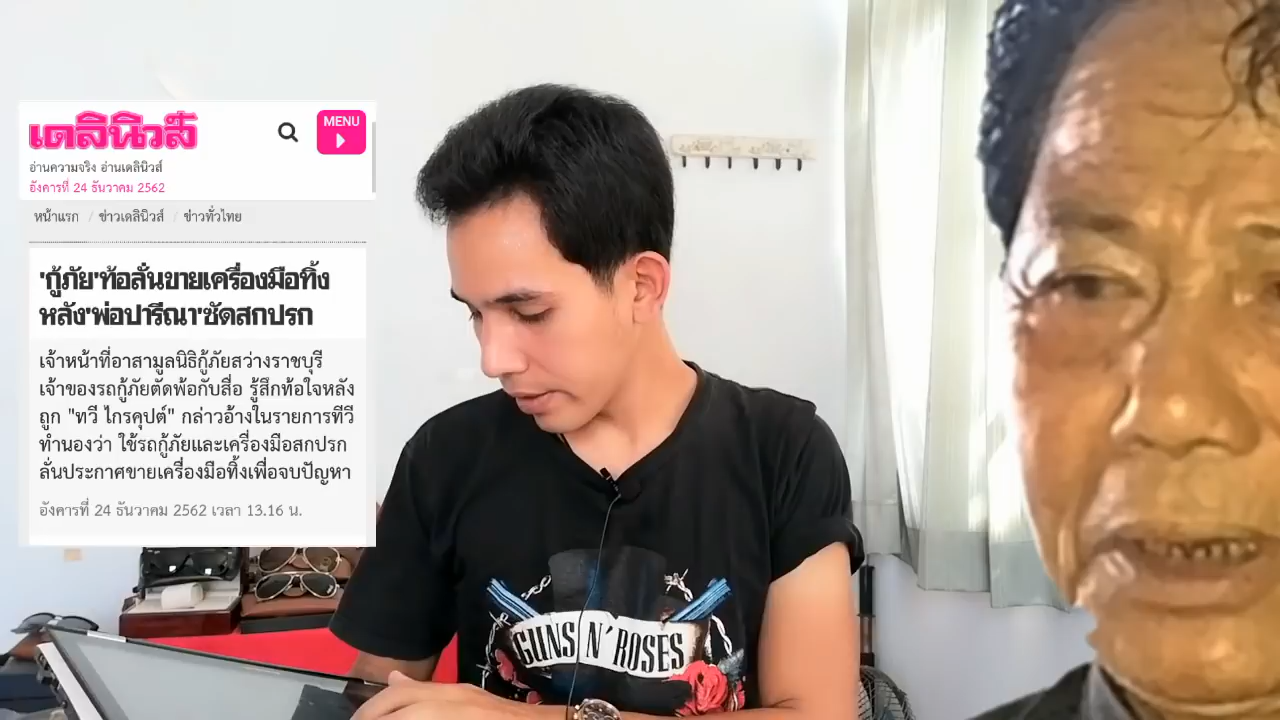 เดลินิวส์
MENU
อ่านความจริง อ่านเดลินิวส์
อังคารที่ 24 ธันวาคม 2562
หน้าแรก / ข่าวเดลินิวส์ / ข่าวทั่วไทย
'กู้ภัย'ท้อลั่นขายเครื่องมือทิ้ง
หลัง'พ่อปารีณา'ซัดสกปรก
เจ้าหน้าที่อาสามูลนิธิกู้ภัยสว่างราชบุรี
เจ้าของรถกู้ภัยตัดพ้อกับสื่อ รู้สึกท้อใจหลัง
ถูก "ทวี ไกรคุปต์" กล่าวอ้างในรายการทีวี
ทำนองว่า ใช้รถกู้ภัยและเครื่องมือสกปรก
ลั่นประกาศขายเครื่องมือทิ้งเพื่อจบปัญหา
อังคารที่ 24 ธันวาคม 2562 เวลา 13.16 น.
GUNS N' ROSES